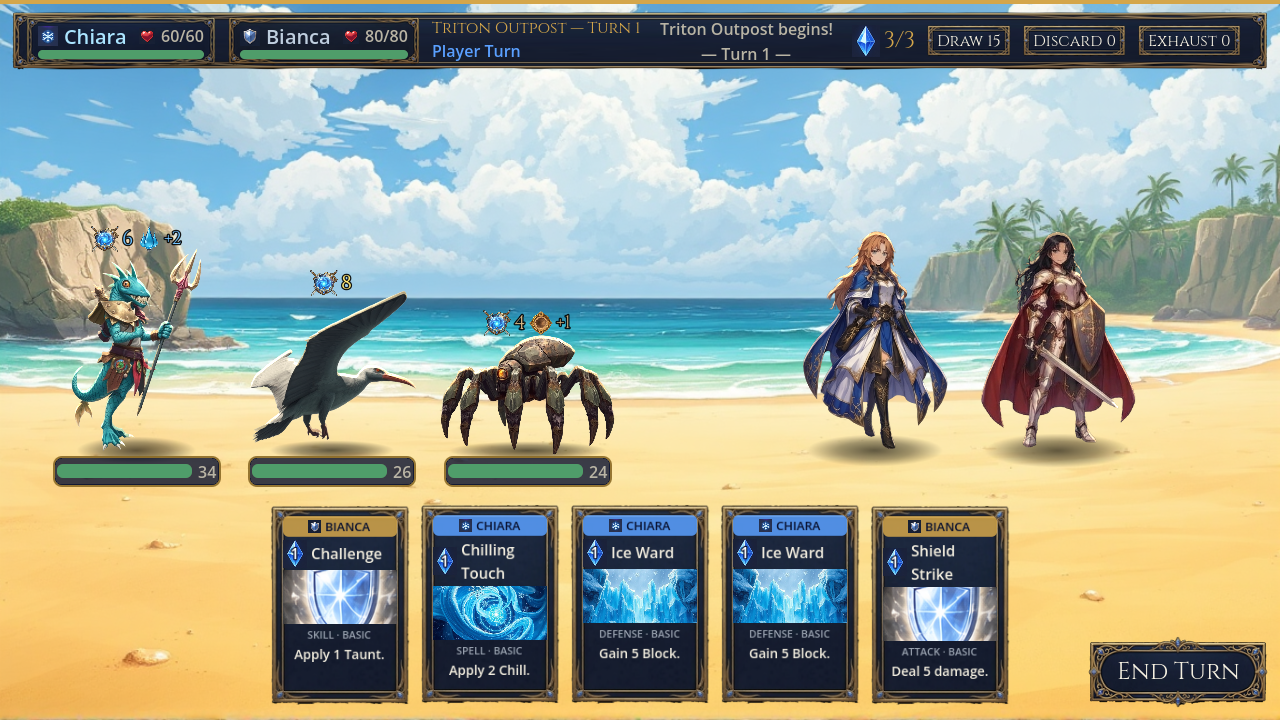 Chiara 60/60
Bianca 80/80
TRITON OUTPOST — TURN 1
Player Turn
Triton Outpost begins!
— Turn 1 —
3/3
DRAW 15
DISCARD 0
EXHAUST 0
6 +2
8
4 +1
34
26
24
BIANCA
1 Challenge
SKILL · BASIC
Apply 1 Taunt.
CHIARA
1 Chilling
Touch
SPELL · BASIC
Apply 2 Chill.
CHIARA
1 Ice Ward
DEFENSE · BASIC
Gain 5 Block.
CHIARA
1 Ice Ward
DEFENSE · BASIC
Gain 5 Block.
BIANCA
1 Shield
Strike
ATTACK · BASIC
Deal 5 damage.
END TURN